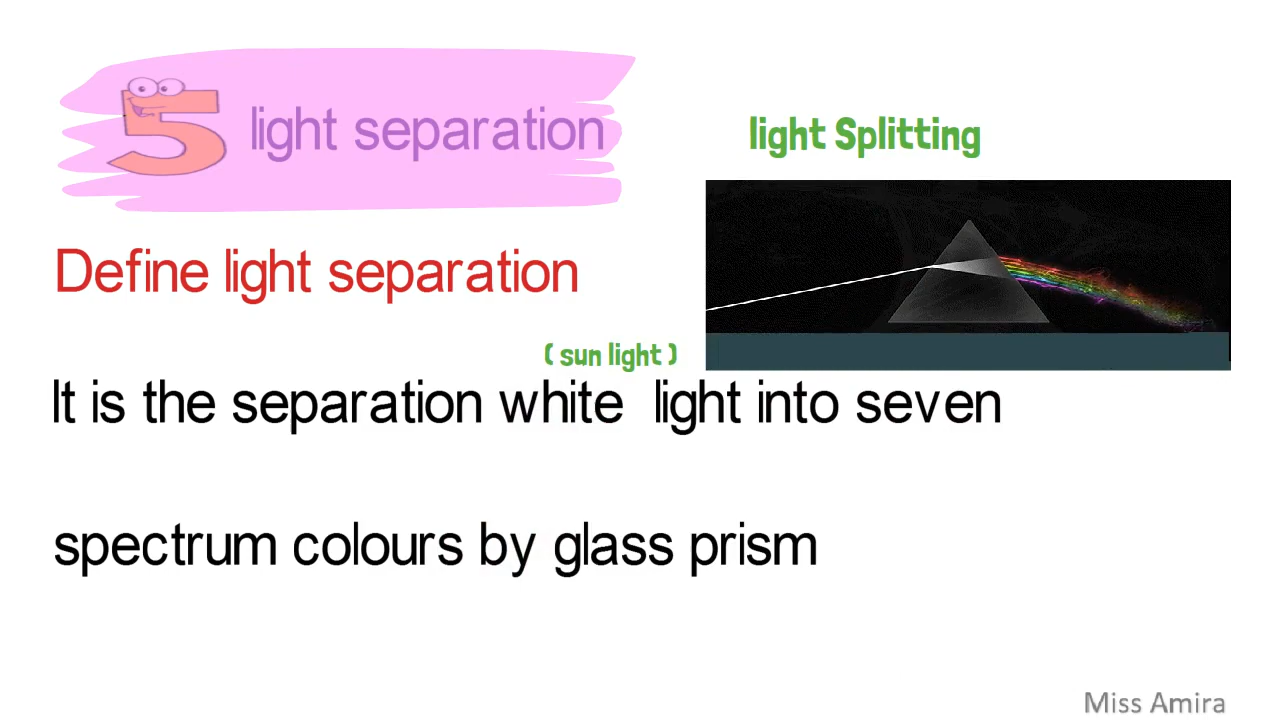 5 light separation
light Splitting
Define light separation
( sun light )
It is the separation white light into seven
spectrum colours by glass prism
Miss Amira